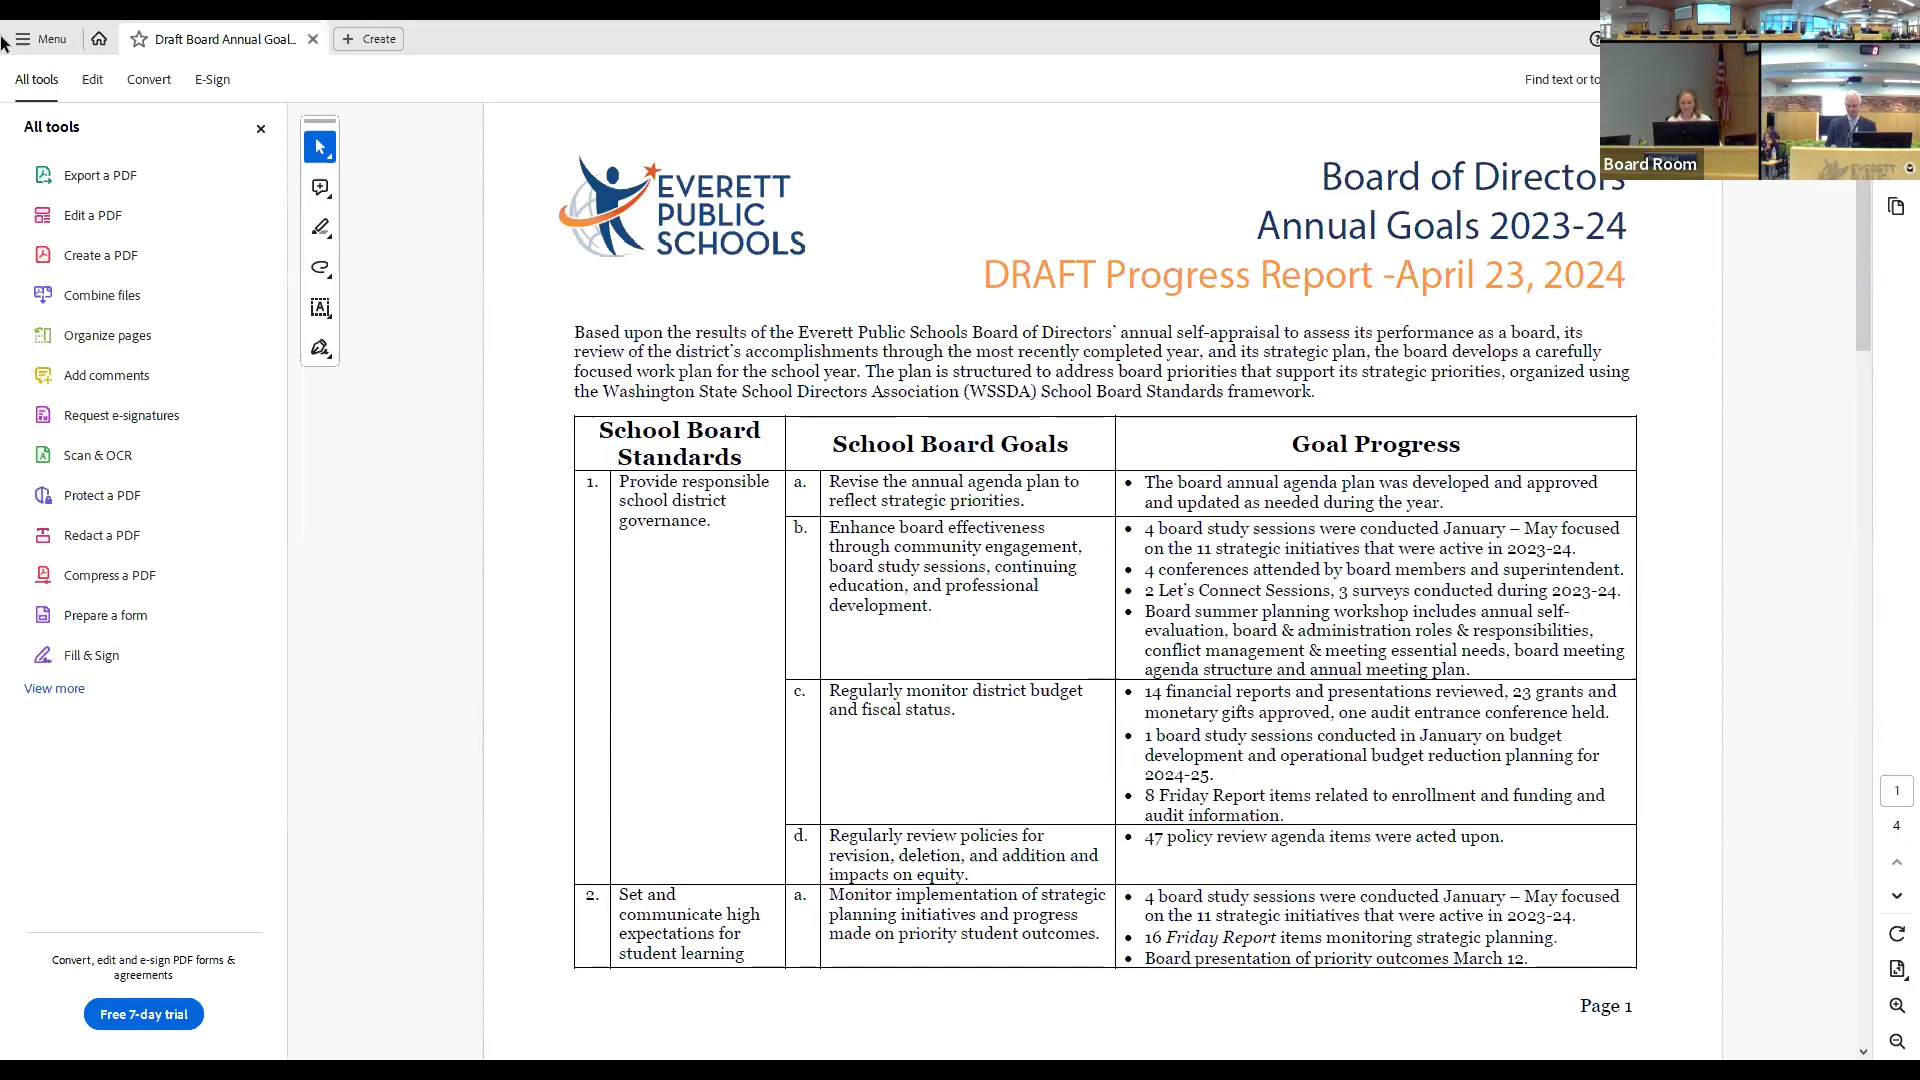 Menu
Draft Board Annual Goal...
Create
All tools
Edit
Convert
E-Sign
Find text or to
All tools
Export a PDF
Edit a PDF
Create a PDF
Combine files
Organize pages
Add comments
Request e-signatures
Scan & OCR
Protect a PDF
Redact a PDF
Compress a PDF
Prepare a form
Fill & Sign
View more
Convert, edit and e-sign PDF forms &
agreements
Free 7-day trial
Board Room
EVERETT
PUBLIC
SCHOOLS
Board of Directors
Annual Goals 2023-24
DRAFT Progress Report -April 23, 2024
Based upon the results of the Everett Public Schools Board of Directors’ annual self-appraisal to assess its performance as a board, its
review of the district’s accomplishments through the most recently completed year, and its strategic plan, the board develops a carefully
focused work plan for the school year. The plan is structured to address board priorities that support its strategic priorities, organized using
the Washington State School Directors Association (WSSDA) School Board Standards framework.
School Board
Standards
School Board Goals
Goal Progress
1. Provide responsible
school district
governance.
a. Revise the annual agenda plan to
reflect strategic priorities.
• The board annual agenda plan was developed and approved
and updated as needed during the year.
b. Enhance board effectiveness
through community engagement,
board study sessions, continuing
education, and professional
development.
• 4 board study sessions were conducted January – May focused
on the 11 strategic initiatives that were active in 2023-24.
• 4 conferences attended by board members and superintendent.
• 2 Let’s Connect Sessions, 3 surveys conducted during 2023-24.
• Board summer planning workshop includes annual self-
evaluation, board & administration roles & responsibilities,
conflict management & meeting essential needs, board meeting
agenda structure and annual meeting plan.
c. Regularly monitor district budget
and fiscal status.
• 14 financial reports and presentations reviewed, 23 grants and
monetary gifts approved, one audit entrance conference held.
• 1 board study sessions conducted in January on budget
development and operational budget reduction planning for
2024-25.
• 8 Friday Report items related to enrollment and funding and
audit information.
d. Regularly review policies for
revision, deletion, and addition and
impacts on equity.
• 47 policy review agenda items were acted upon.
2. Set and
communicate high
expectations for
student learning
a. Monitor implementation of strategic
planning initiatives and progress
made on priority student outcomes.
• 4 board study sessions were conducted January – May focused
on the 11 strategic initiatives that were active in 2023-24.
• 16 Friday Report items monitoring strategic planning.
• Board presentation of priority outcomes March 12.
Page 1
1
4